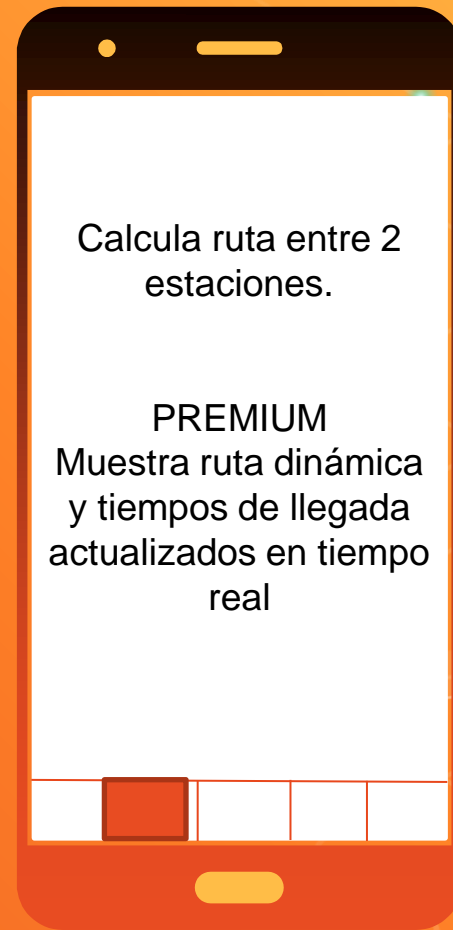 Calcula ruta entre 2
estaciones.
PREMIUM
Muestra ruta dinámica
y tiempos de llegada
actualizados en tiempo
real